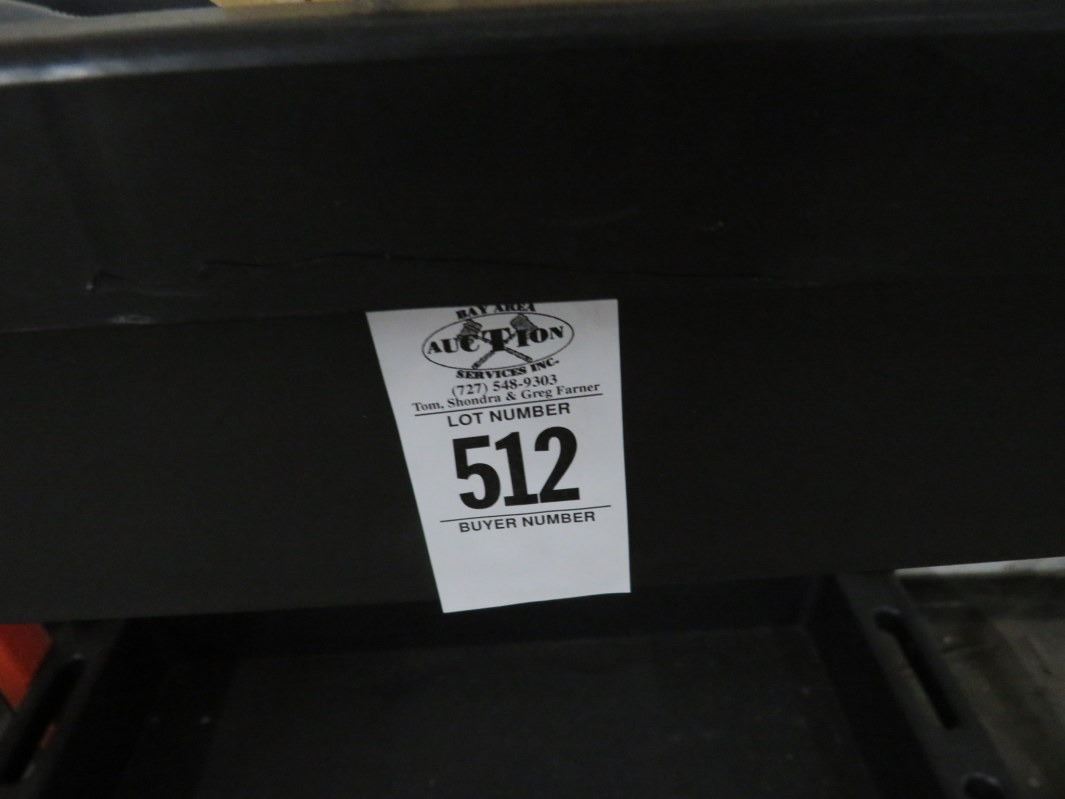 BAY AREA
AUCTION
SERVICES INC.
(727) 548-9303
Tom, Shondra & Greg Farner
LOT NUMBER
512
BUYER NUMBER